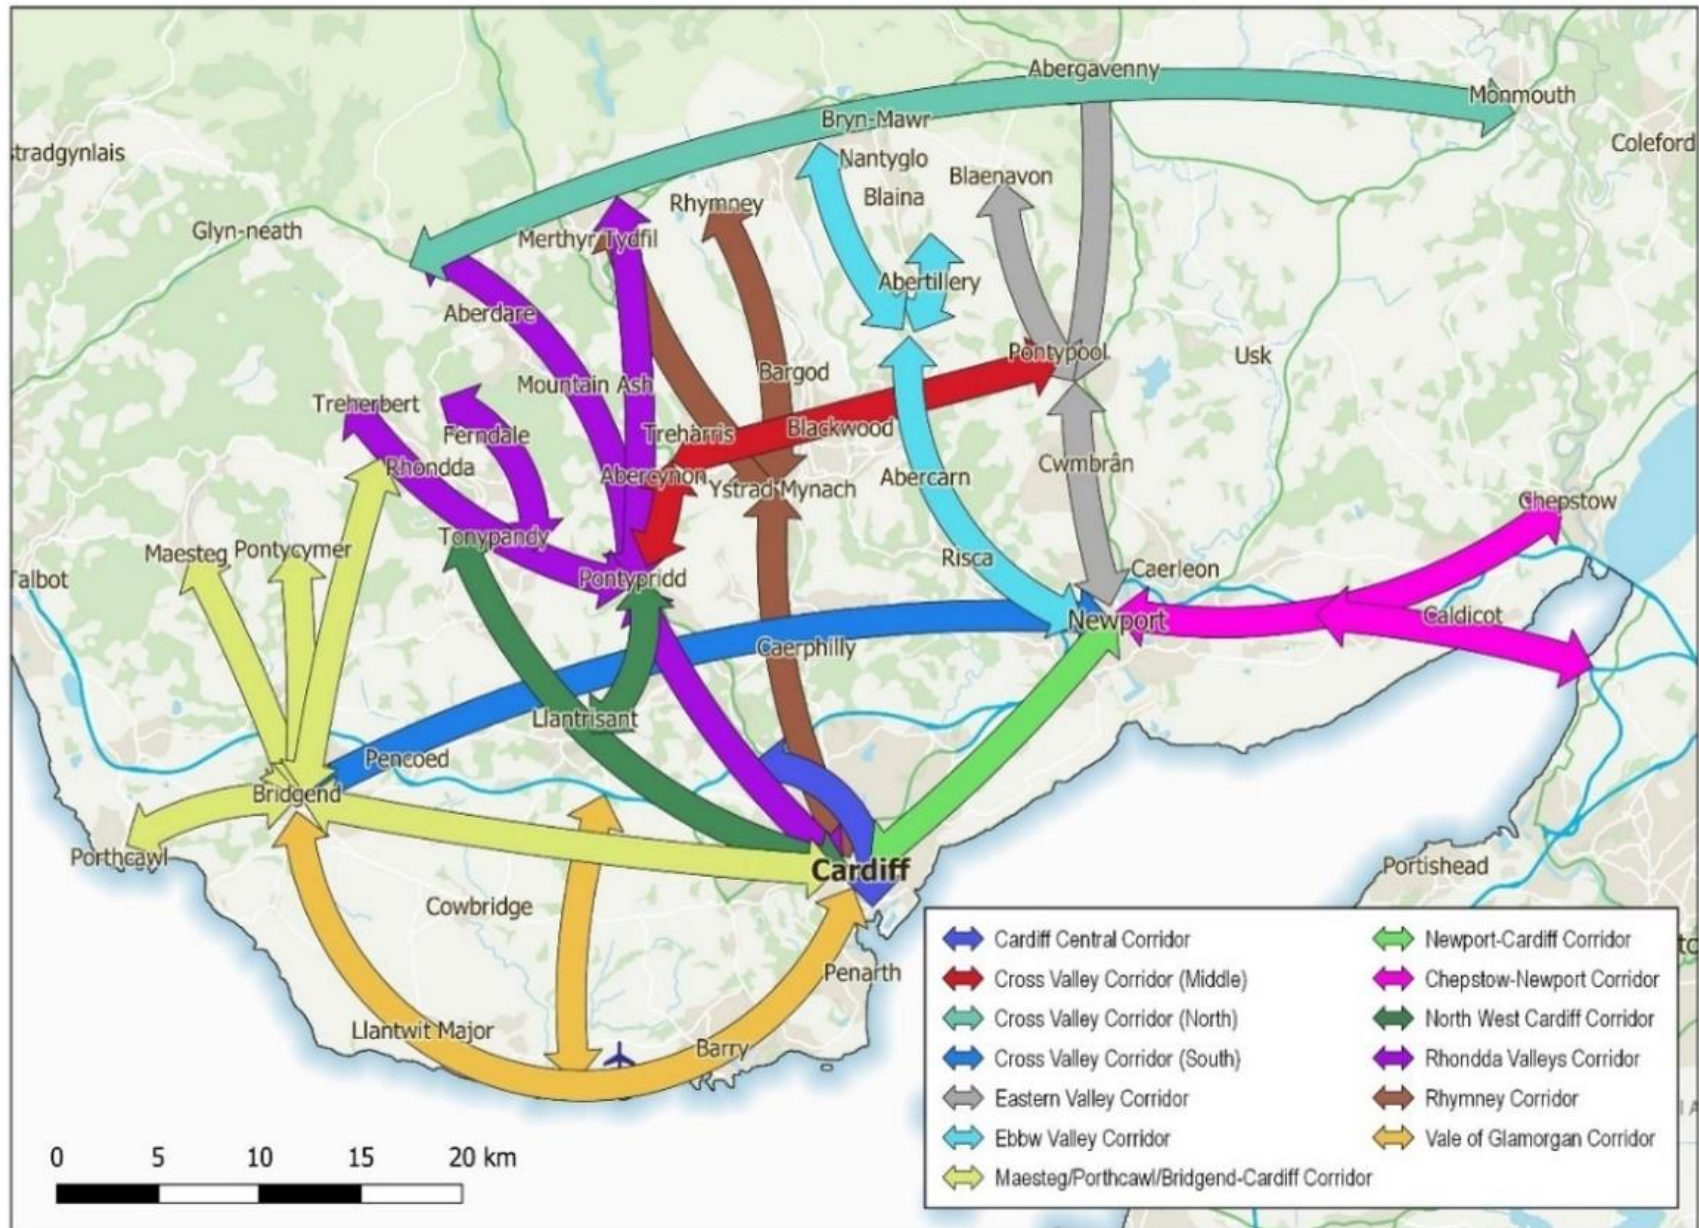 Abergavenny
Monmouth
Bryn-Mawr
Coleford
stradgynlais
Nantyglo
Blaenavon
Blaina
Rhymney
Glyn-neath
Merthyr Tydfil
Abertillery
Aberdare
Pontypool
Usk
Bargod
Mountain Ash
Treherbert
Blackwood
Ferndale
Treharris
Rhondda
Cwmbrân
Abercynon
Abercarn
Ystrad Mynach
Chepstow
Tonypandy
Maesteg
Pontycymer
Risca
Caerleon
Talbot
Pontypridd
Caldicot
Newport
Caerphilly
Llantrisant
Pencoed
Bridgend
Porthcawl
Cardiff
Portishead
Cowbridge
Penarth
Llantwit Major
Barry
Cardiff Central Corridor
Cross Valley Corridor (Middle)
Cross Valley Corridor (North)
Cross Valley Corridor (South)
Eastern Valley Corridor
Ebbw Valley Corridor
Maesteg/Porthcawl/Bridgend-Cardiff Corridor
Newport-Cardiff Corridor
Chepstow-Newport Corridor
North West Cardiff Corridor
Rhondda Valleys Corridor
Rhymney Corridor
Vale of Glamorgan Corridor
0 5 10 15 20 km